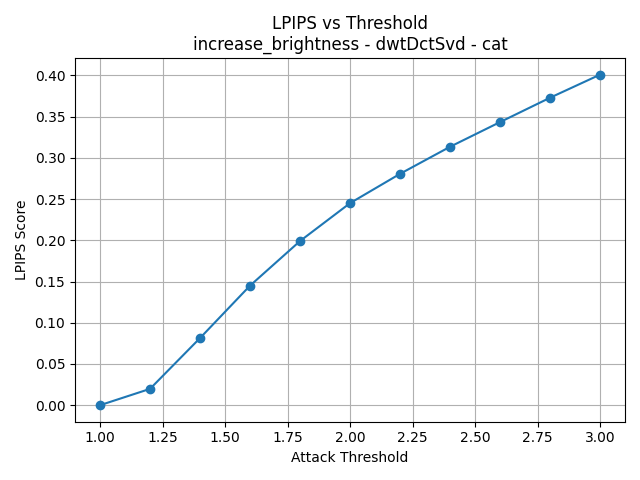 LPIPS vs Threshold
increase_brightness - dwtDctSvd - cat
0.40
0.35
0.30
0.25
0.20
0.15
0.10
0.05
0.00
LPIPS Score
1.00 1.25 1.50 1.75 2.00 2.25 2.50 2.75 3.00
Attack Threshold